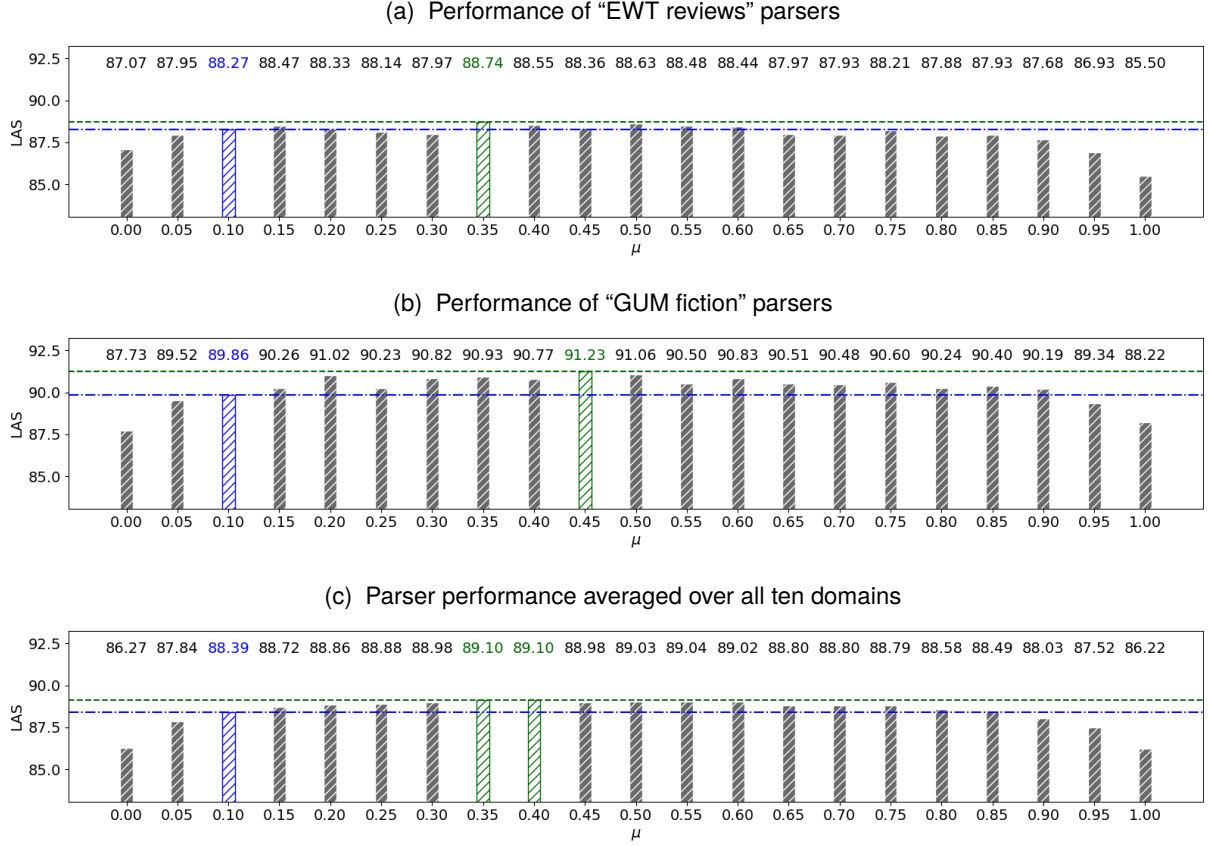 (a) Performance of “EWT reviews” parsers
92.5 87.07 87.95 88.27 88.47 88.33 88.14 87.97 88.74 88.55 88.36 88.63 88.48 88.44 87.97 87.93 88.21 87.88 87.93 87.68 86.93 85.50
90.0
LAS
87.5
85.0
0.00 0.05 0.10 0.15 0.20 0.25 0.30 0.35 0.40 0.45 0.50 0.55 0.60 0.65 0.70 0.75 0.80 0.85 0.90 0.95 1.00
μ
(b) Performance of “GUM fiction” parsers
92.5 87.73 89.52 89.86 90.26 91.02 90.23 90.82 90.93 90.77 91.23 91.06 90.50 90.83 90.51 90.48 90.60 90.24 90.40 90.19 89.34 88.22
90.0
LAS
87.5
85.0
0.00 0.05 0.10 0.15 0.20 0.25 0.30 0.35 0.40 0.45 0.50 0.55 0.60 0.65 0.70 0.75 0.80 0.85 0.90 0.95 1.00
μ
(c) Parser performance averaged over all ten domains
92.5 86.27 87.84 88.39 88.72 88.86 88.88 88.98 89.10 89.10 88.98 89.03 89.04 89.02 88.80 88.80 88.79 88.58 88.49 88.03 87.52 86.22
90.0
LAS
87.5
85.0
0.00 0.05 0.10 0.15 0.20 0.25 0.30 0.35 0.40 0.45 0.50 0.55 0.60 0.65 0.70 0.75 0.80 0.85 0.90 0.95 1.00
μ